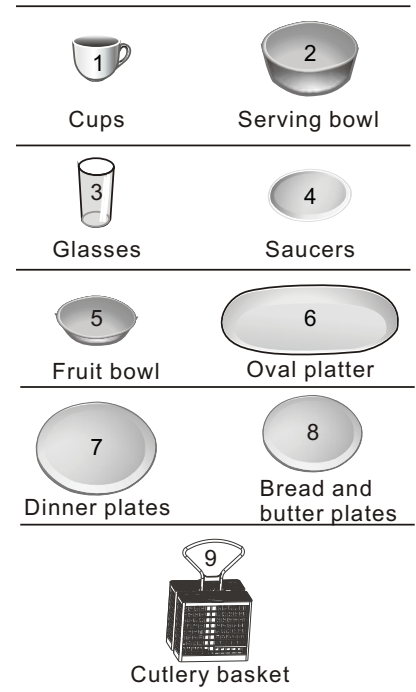 1
2
Cups
Serving bowl
3
4
Glasses
Saucers
5
6
Fruit bowl
Oval platter
7
8
Dinner plates
Bread and
butter plates
9
Cutlery basket